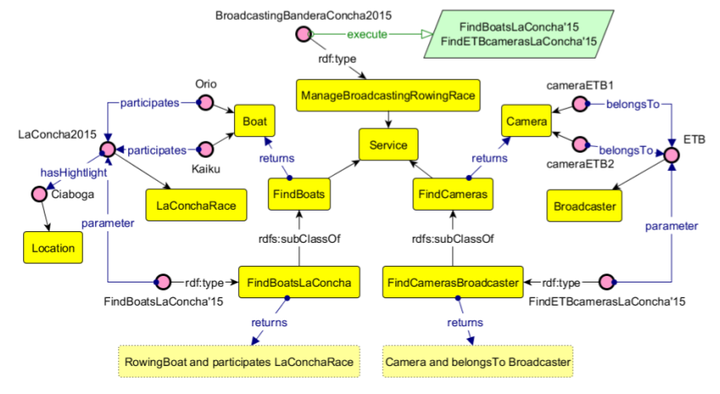 BroadcastingBanderaConcha2015
execute
FindBoatsLaConcha'15
FindETBcamerasLaConcha'15
rdf:type
Orio
participates
ManageBroadcastingRowingRace
cameraETB1
belongsTo
Boat
Camera
LaConcha2015
participates
Service
belongsTo
ETB
hasHightlight
Kaiku
returns
returns
cameraETB2
Ciaboga
LaConchaRace
FindBoats
FindCameras
Broadcaster
parameter
parameter
Location
rdfs:subClassOf
rdfs:subClassOf
rdf:type
FindBoatsLaConcha
FindCamerasBroadcaster
rdf:type
FindBoatsLaConcha'15
FindETBcamerasLaConcha'15
returns
returns
RowingBoat and participates LaConchaRace
Camera and belongsTo Broadcaster